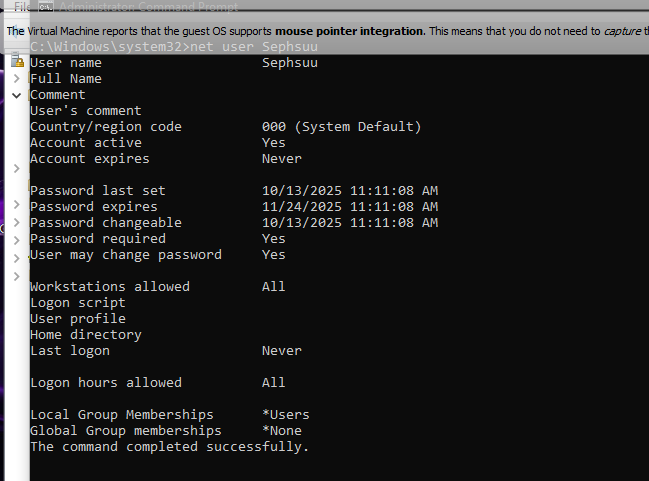 File Administrator: Command Prompt
The Virtual Machine reports that the guest OS supports mouse pointer integration. This means that you do not need to capture
C:\Windows\system32>net user Sephsuu
User name Sephsuu
Full Name
Comment
User's comment
Country/region code 000 (System Default)
Account active Yes
Account expires Never
Password last set 10/13/2025 11:11:08 AM
Password expires 11/24/2025 11:11:08 AM
Password changeable 10/13/2025 11:11:08 AM
Password required Yes
User may change password Yes
Workstations allowed All
Logon script
User profile
Home directory
Last logon Never
Logon hours allowed All
Local Group Memberships *Users
Global Group memberships *None
The command completed successfully.